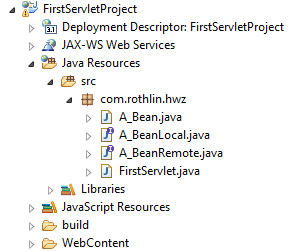 FirstServletProject
Deployment Descriptor: FirstServletProject
JAX-WS Web Services
Java Resources
src
com.rothlin.hwz
A_Bean.java
A_BeanLocal.java
A_BeanRemote.java
FirstServlet.java
Libraries
JavaScript Resources
build
WebContent